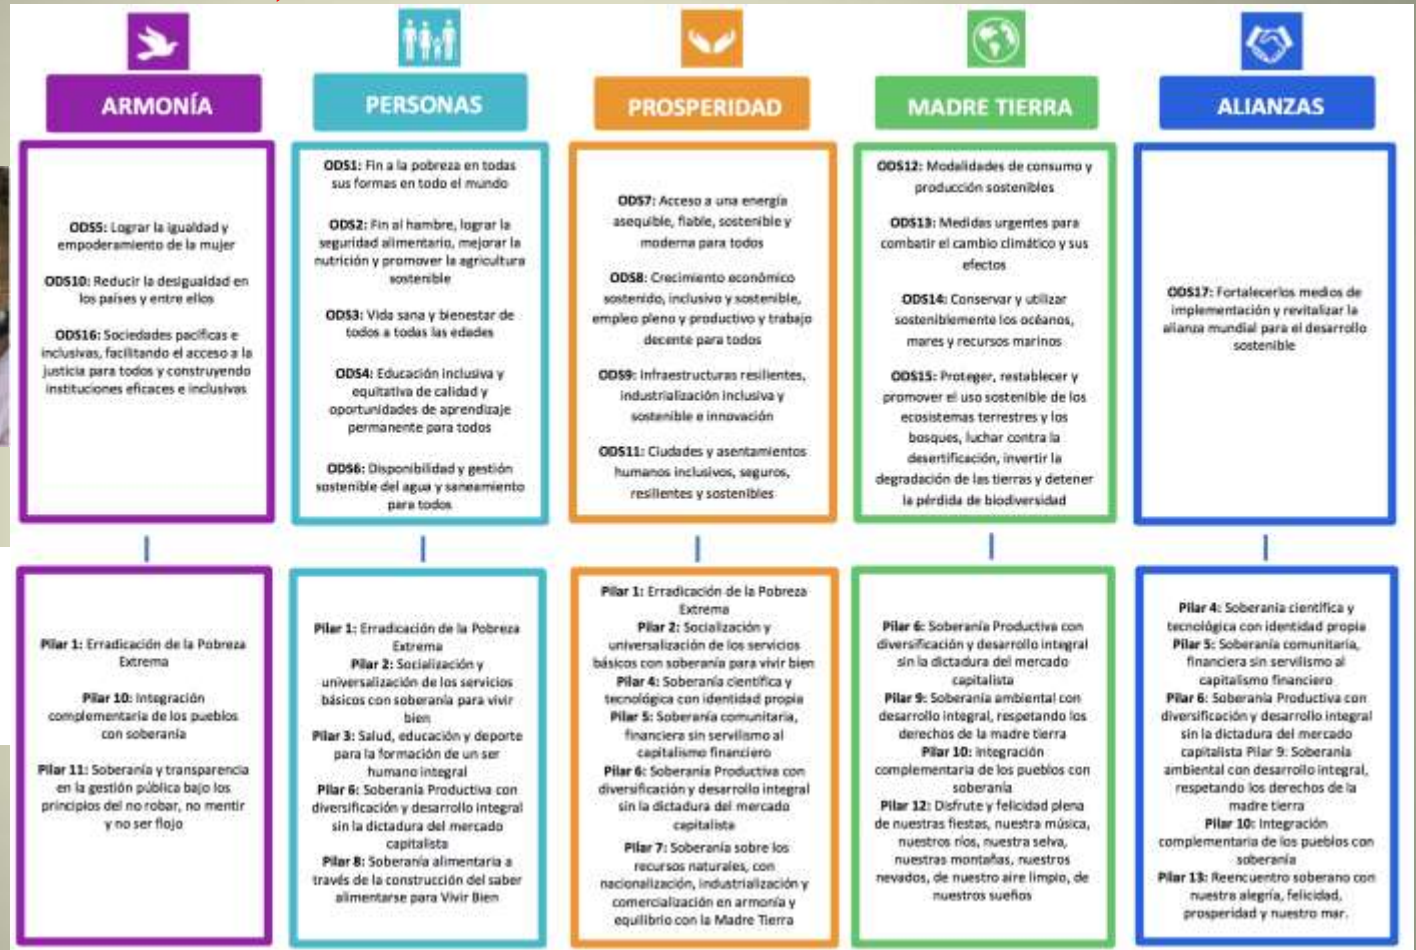 ARMONÍA
ODS5: Lograr la igualdad y
empoderamiento de la mujer
ODS10: Reducir la desigualdad en
los países y entre ellos
ODS16: Sociedades pacíficas e
inclusivas, facilitando el acceso a la
justicia para todos y construyendo
instituciones eficaces e inclusivas
Pilar 1: Erradicación de la Pobreza
Extrema
Pilar 10: Integración
complementaria de los pueblos
con soberanía
Pilar 11: Soberanía y transparencia
en la gestión pública bajo los
principios del no robar, no mentir
y no ser flojo
PERSONAS
ODS1: Fin a la pobreza en todas
sus formas en todo el mundo
ODS2: Fin al hambre, lograr la
seguridad alimentario, mejorar la
nutrición y promover la agricultura
sostenible
ODS3: Vida sana y bienestar de
todos a todas las edades
ODS4: Educación inclusiva y
equitativa de calidad y
oportunidades de aprendizaje
permanente para todos
ODS6: Disponibilidad y gestión
sostenible del agua y saneamiento
para todos
Pilar 1: Erradicación de la Pobreza
Extrema
Pilar 2: Socialización y
universalización de los servicios
básicos con soberanía para vivir
bien
Pilar 3: Salud, educación y deporte
para la formación de un ser
humano integral
Pilar 6: Soberanía Productiva con
diversificación y desarrollo integral
sin la dictadura del mercado
capitalista
Pilar 8: Soberanía alimentaria a
través de la construcción del saber
alimentarse para Vivir Bien
PROSPERIDAD
ODS7: Acceso a una energía
asequible, fiable, sostenible y
moderna para todos
ODS8: Crecimiento económico
sostenido, inclusivo y sostenible,
empleo pleno y productivo y trabajo
decente para todos
ODS9: Infraestructuras resilientes,
industrialización inclusiva y
sostenible e innovación
ODS11: Ciudades y asentamientos
humanos inclusivos, seguros,
resilientes y sostenibles
Pilar 1: Erradicación de la Pobreza
Extrema
Pilar 2: Socialización y
universalización de los servicios
básicos con soberanía para vivir bien
Pilar 4: Soberanía científica y
tecnológica con identidad propia
Pilar 5: Soberanía comunitaria,
financiera sin servilismo al
capitalismo financiero
Pilar 6: Soberanía Productiva con
diversificación y desarrollo integral
sin la dictadura del mercado
capitalista
Pilar 7: Soberanía sobre los
recursos naturales, con
nacionalización, industrialización y
comercialización en armonía y
equilibrio con la Madre Tierra
MADRE TIERRA
ODS12: Modalidades de consumo y
producción sostenibles
ODS13: Medidas urgentes para
combatir el cambio climático y sus
efectos
ODS14: Conservar y utilizar
sosteniblemente los océanos,
mares y recursos marinos
ODS15: Proteger, restablecer y
promover el uso sostenible de los
ecosistemas terrestres y los
bosques, luchar contra la
desertificación, invertir la
degradación de las tierras y detener
la pérdida de biodiversidad
Pilar 6: Soberanía Productiva con
diversificación y desarrollo integral
sin la dictadura del mercado
capitalista
Pilar 9: Soberanía ambiental con
desarrollo integral, respetando los
derechos de la madre tierra
Pilar 10: Integración
complementaria de los pueblos con
soberanía
Pilar 12: Disfrute y felicidad plena
de nuestras fiestas, nuestra música,
nuestros ríos, nuestra selva,
nuestras montañas, nuestros
nevados, de nuestro aire limpio, de
nuestros sueños
ALIANZAS
ODS17: Fortalecerlos medios de
implementación y revitalizar la
alianza mundial para el desarrollo
sostenible
Pilar 4: Soberanía científica y
tecnológica con identidad propia
Pilar 5: Soberanía comunitaria,
financiera sin servilismo al
capitalismo financiero
Pilar 6: Soberanía Productiva con
diversificación y desarrollo integral
sin la dictadura del mercado
capitalista Pilar 9: Soberanía
ambiental con desarrollo integral,
respetando los derechos de la
madre tierra
Pilar 10: Integración
complementaria de los pueblos con
soberanía
Pilar 13: Reencuentro soberano con
nuestra alegría, felicidad,
prosperidad y nuestro mar.